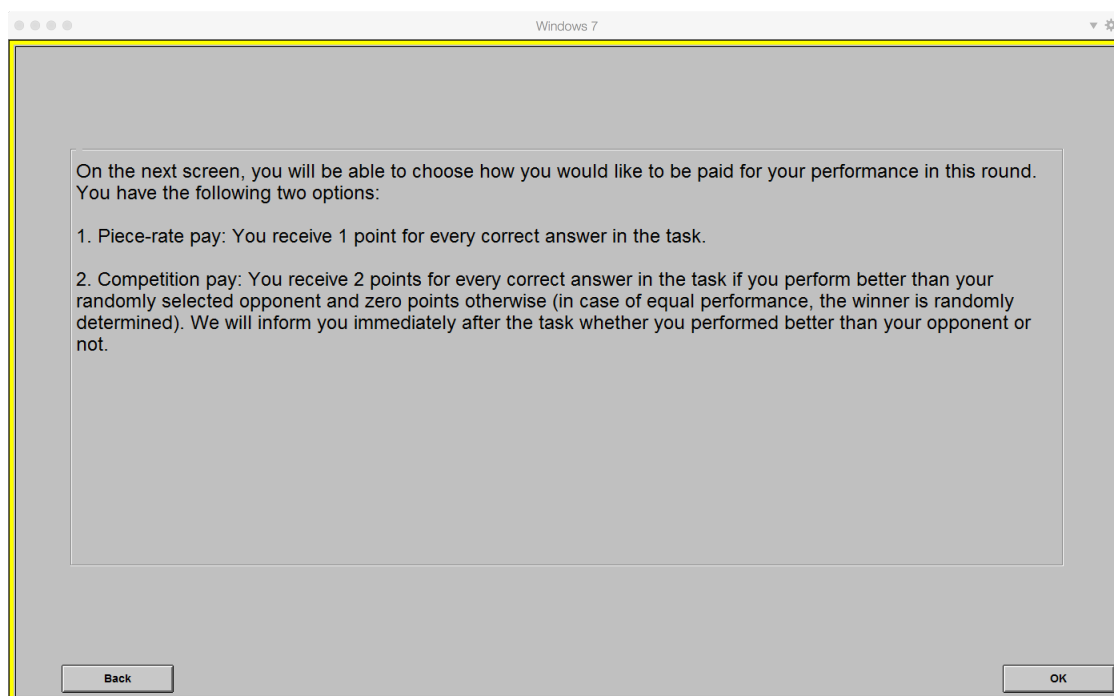 Windows 7
On the next screen, you will be able to choose how you would like to be paid for your performance in this round.
You have the following two options:
1. Piece-rate pay: You receive 1 point for every correct answer in the task.
2. Competition pay: You receive 2 points for every correct answer in the task if you perform better than your
randomly selected opponent and zero points otherwise (in case of equal performance, the winner is randomly
determined). We will inform you immediately after the task whether you performed better than your opponent or
not.
Back
OK